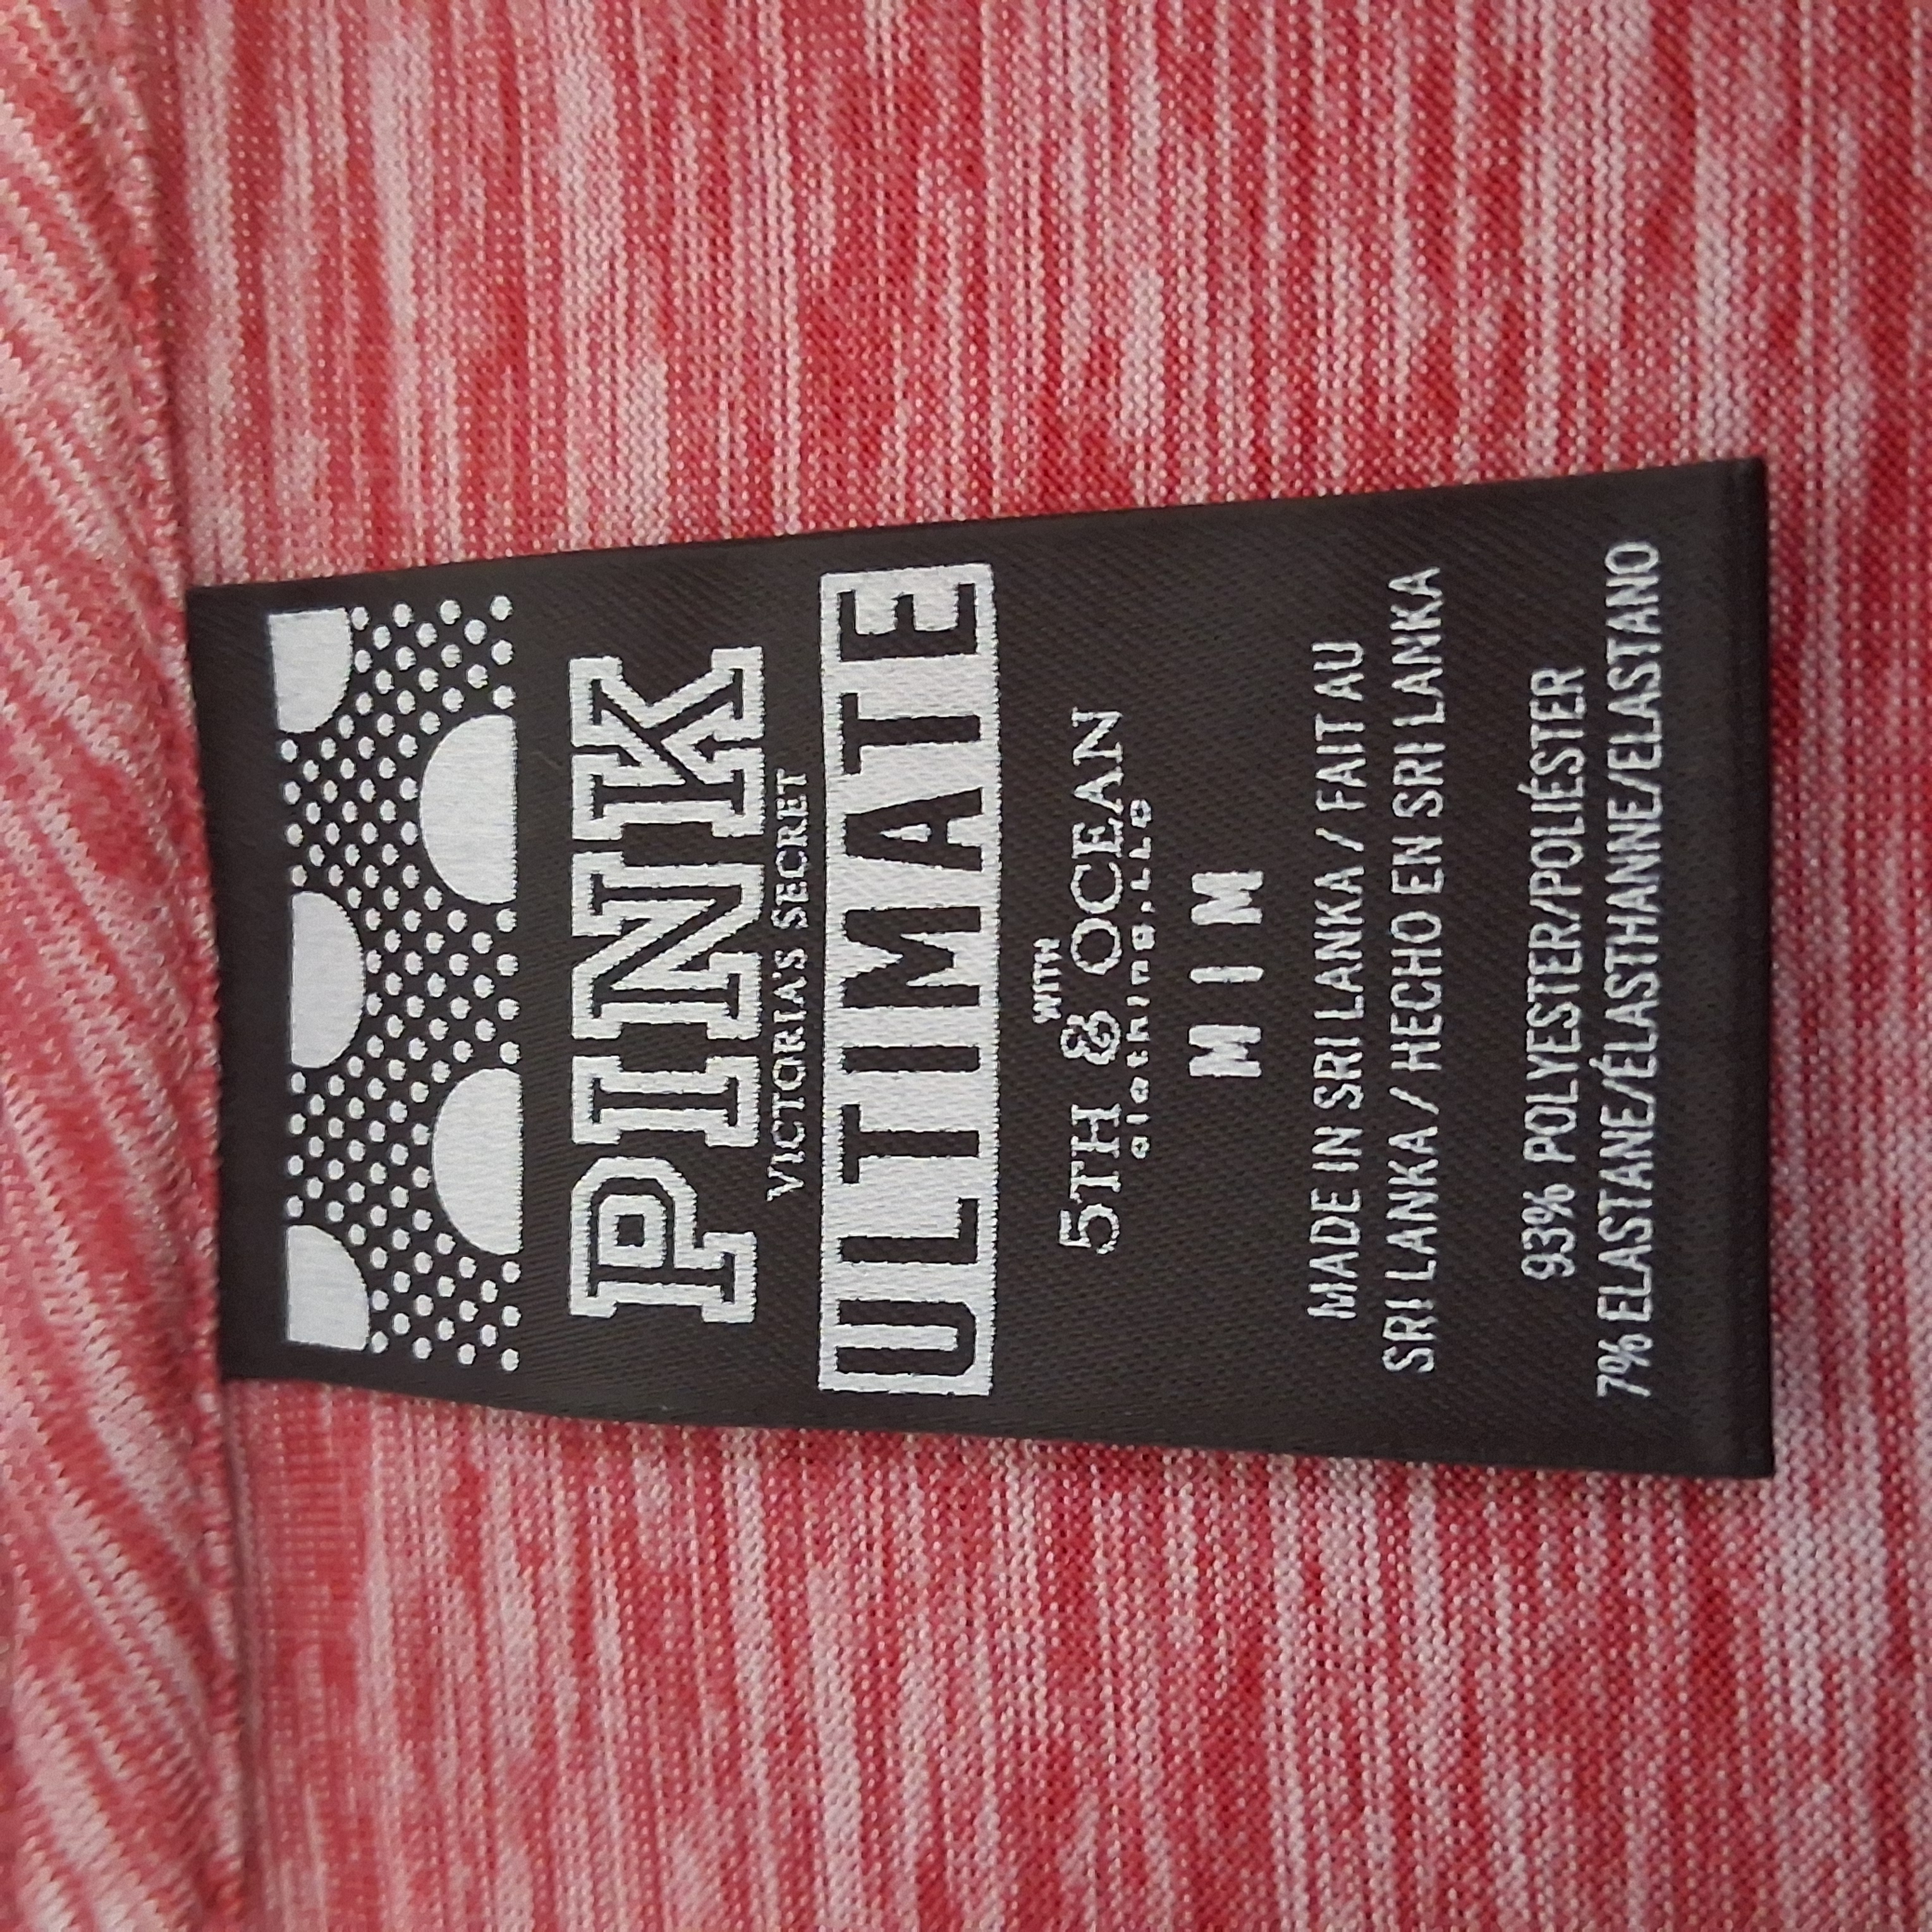 PINK
VICTORIA'S SECRET
ULTIMATE
WITH
5TH & OCEAN
clothing, LLC
M | M
MADE IN SRI LANKA / FAIT AU
SRI LANKA / HECHO EN SRI LANKA
93% POLYESTER/POLIÉSTER
7% ELASTANE/ÉLASTHANNE/ELASTANO